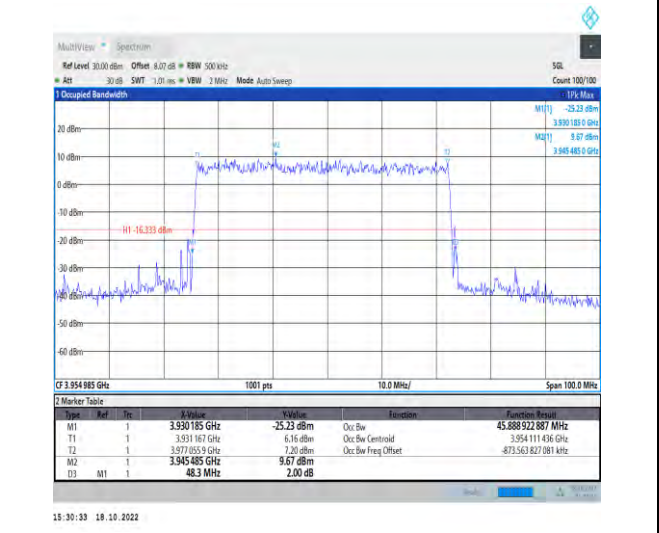 MultiView Spectrum
Ref Level 30.00 dBm Offset 8.07 dB RBW 500 kHz SGL
Att 30 dB SWT 1.01 ms VBW 2 MHz Mode Auto Sweep Count 100/100
1 Occupied Bandwidth 1Pk Max
M1[1] -25.23 dBm
3.930 185 0 GHz
M2[1] 9.67 dBm
3.945 485 0 GHz
20 dBm
M2
T1
T2
10 dBm
0 dBm
-10 dBm
H1 -16.333 dBm
-20 dBm
-30 dBm
-40 dBm
-50 dBm
-60 dBm
CF 3.954 985 GHz 1001 pts 10.0 MHz/ Span 100.0 MHz
2 Marker Table
Type Ref Trc X-Value Y-Value Function Function Result
M1 1 3.930 185 GHz -25.23 dBm Occ Bw 45.888 922 887 MHz
T1 1 3.931 167 GHz 6.16 dBm Occ Bw Centroid 3.954 111 436 GHz
T2 1 3.977 055 9 GHz 7.20 dBm Occ Bw Freq Offset -873.563 827 081 kHz
M2 1 3.945 485 GHz 9.67 dBm
D3 M1 1 48.3 MHz 2.00 dB
15:30:33 18.10.2022